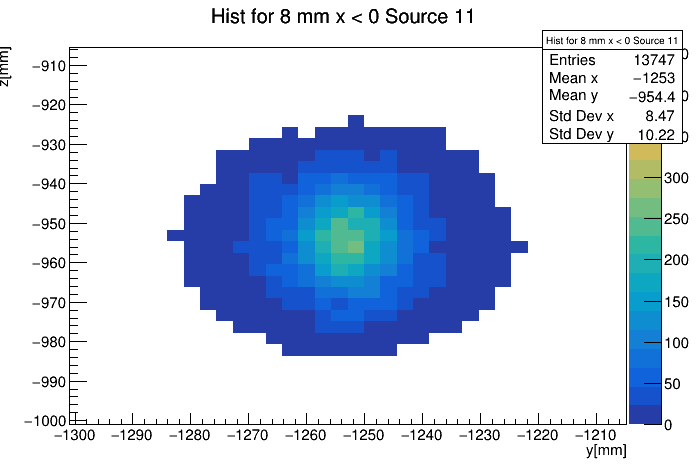 Hist for 8 mm x < 0 Source 11
z[mm]
Hist for 8 mm x < 0 Source 11
Entries 13747
Mean x −1253
Mean y −954.4
Std Dev x 8.47
Std Dev y 10.22
−910
−920
−930
−940
−950
−960
−970
−980
−990
−1000
−1300 −1290 −1280 −1270 −1260 −1250 −1240 −1230 −1220 −1210
y[mm]
300
250
200
150
100
50
0